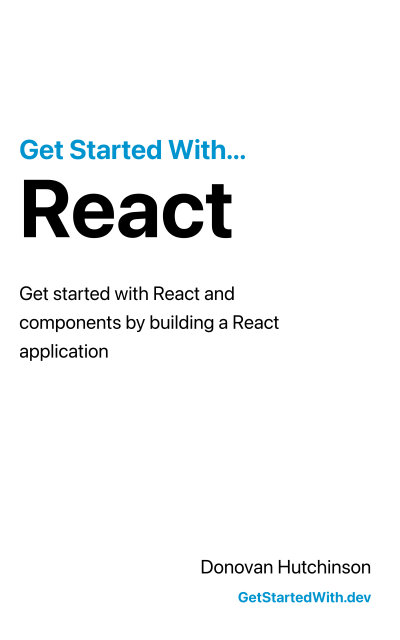 Get Started With...
React
Get started with React and
components by building a React
application
Donovan Hutchinson
GetStartedWith.dev